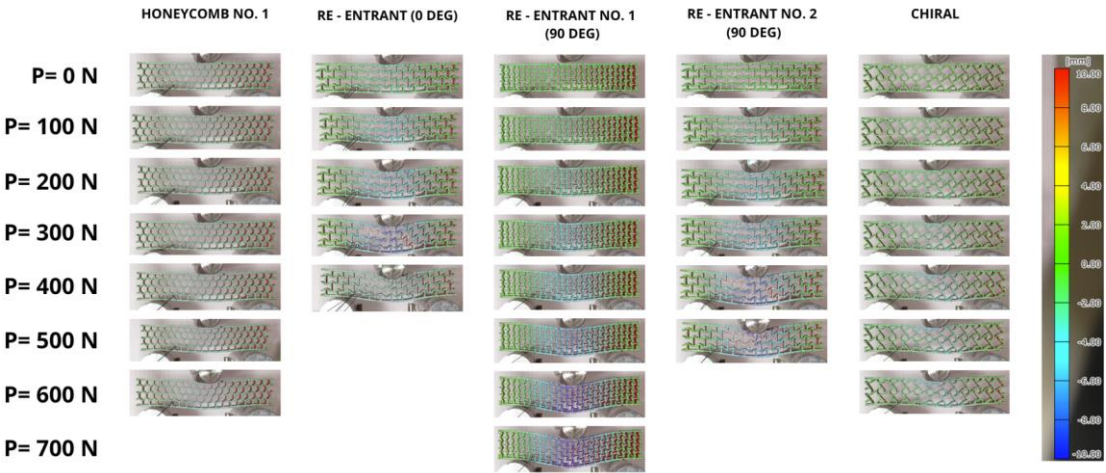 HONEYCOMB NO. 1
RE - ENTRANT (0 DEG)
RE - ENTRANT NO. 1
(90 DEG)
RE - ENTRANT NO. 2
(90 DEG)
CHIRAL
P= 0 N
P= 100 N
P= 200 N
P= 300 N
P= 400 N
P= 500 N
P= 600 N
P= 700 N
[mm]
10.00
8.00
6.00
4.00
2.00
0.00
-2.00
-4.00
-6.00
-8.00
-10.00